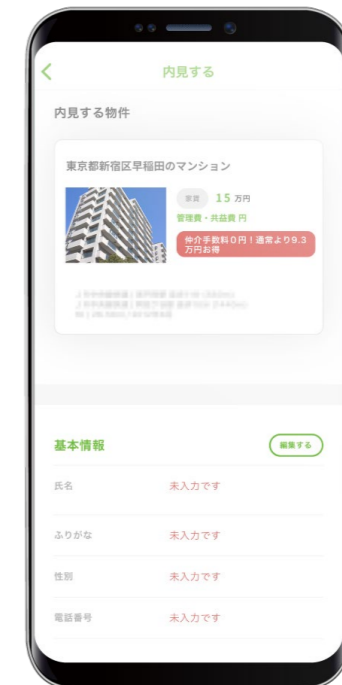 内見する
内見する物件
東京都新宿区早稲田のマンション
家賃 15 万円
管理費・共益費 円
仲介手数料0円！通常より9.3
万円お得
基本情報
編集する
氏名 未入力です
ふりがな 未入力です
性別 未入力です
電話番号 未入力です